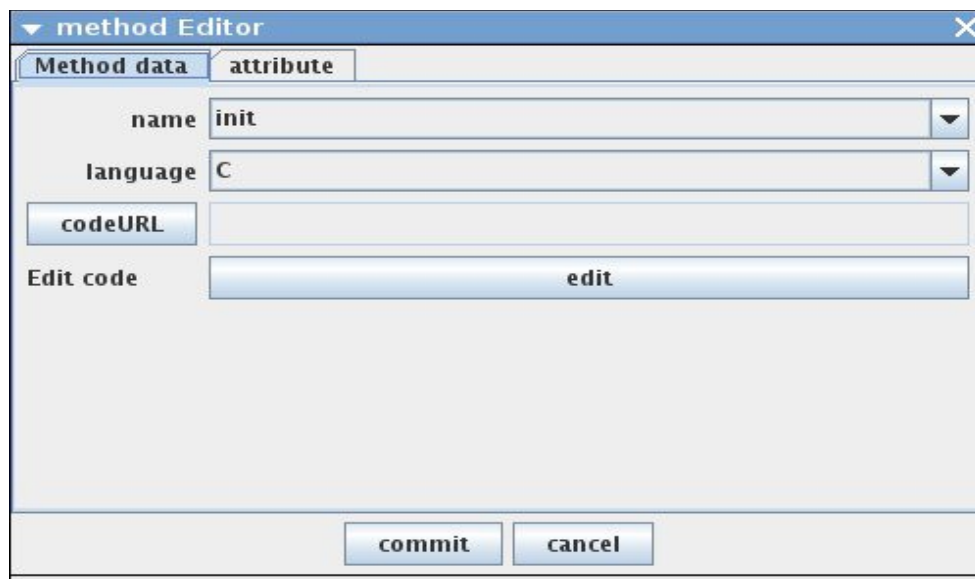 method Editor
Method data attribute
name init
language C
codeURL
Edit code edit
commit cancel